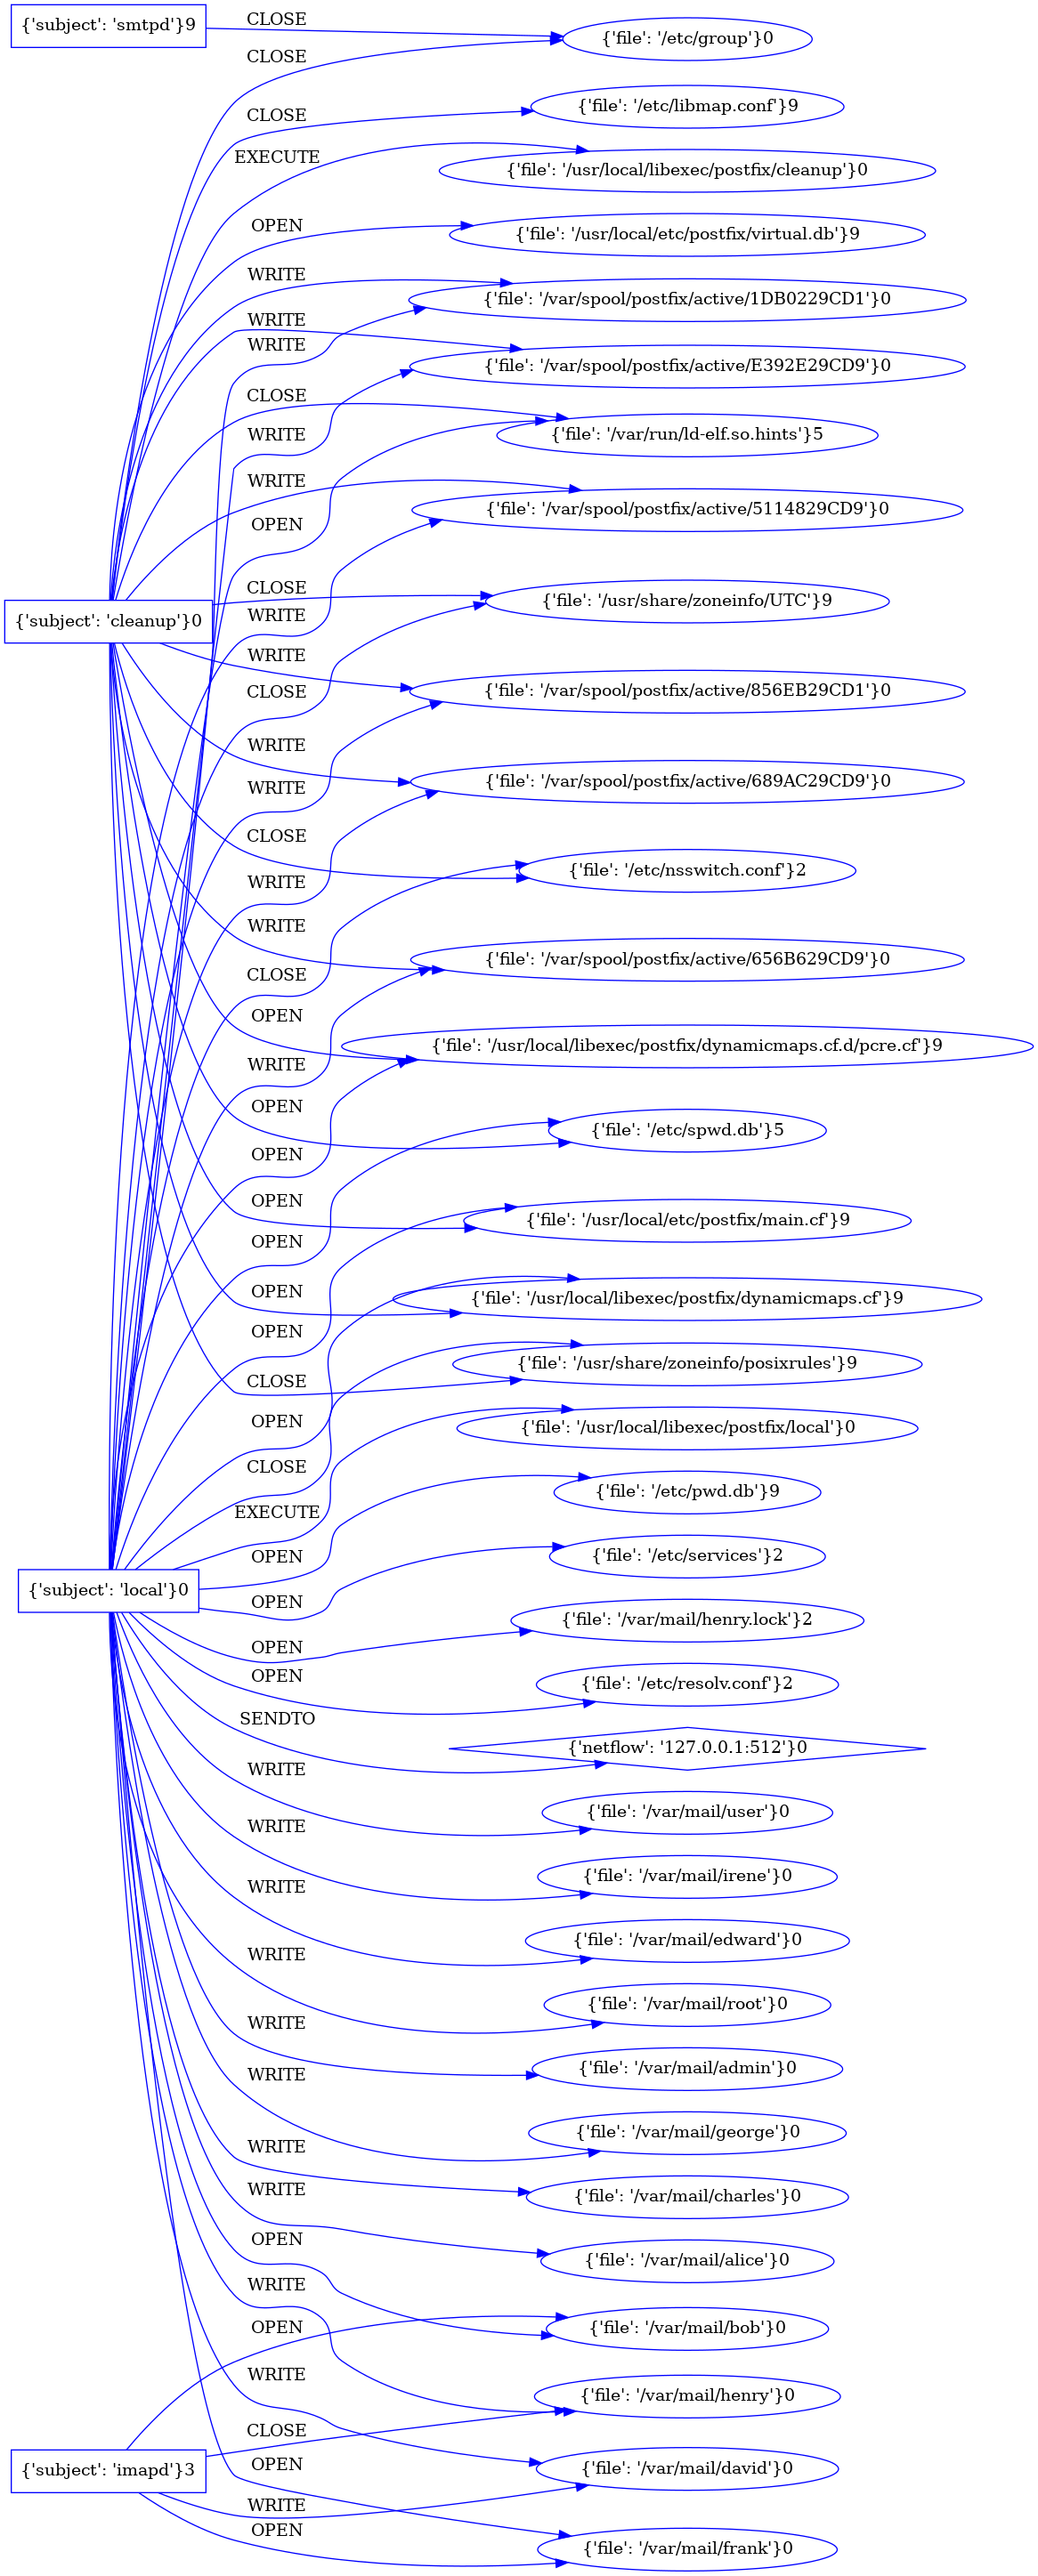 {'subject': 'smtpd'}9
CLOSE
{'file': '/etc/group'}0
CLOSE
{'file': '/etc/libmap.conf'}9
CLOSE
EXECUTE
{'file': '/usr/local/libexec/postfix/cleanup'}0
OPEN
{'file': '/usr/local/etc/postfix/virtual.db'}9
WRITE
{'file': '/var/spool/postfix/active/1DB0229CD1'}0
WRITE
WRITE
{'file': '/var/spool/postfix/active/E392E29CD9'}0
CLOSE
WRITE
{'file': '/var/run/ld-elf.so.hints'}5
WRITE
{'file': '/var/spool/postfix/active/5114829CD9'}0
OPEN
CLOSE
{'file': '/usr/share/zoneinfo/UTC'}9
{'subject': 'cleanup'}0
WRITE
WRITE
CLOSE
{'file': '/var/spool/postfix/active/856EB29CD1'}0
WRITE
WRITE
{'file': '/var/spool/postfix/active/689AC29CD9'}0
CLOSE
{'file': '/etc/nsswitch.conf'}2
WRITE
WRITE
{'file': '/var/spool/postfix/active/656B629CD9'}0
CLOSE
OPEN
{'file': '/usr/local/libexec/postfix/dynamicmaps.cf.d/pcre.cf'}9
WRITE
OPEN
{'file': '/etc/spwd.db'}5
OPEN
OPEN
{'file': '/usr/local/etc/postfix/main.cf'}9
OPEN
OPEN
{'file': '/usr/local/libexec/postfix/dynamicmaps.cf'}9
OPEN
{'file': '/usr/share/zoneinfo/posixrules'}9
CLOSE
OPEN
{'file': '/usr/local/libexec/postfix/local'}0
CLOSE
{'file': '/etc/pwd.db'}9
EXECUTE
OPEN
{'file': '/etc/services'}2
{'subject': 'local'}0
OPEN
{'file': '/var/mail/henry.lock'}2
OPEN
OPEN
{'file': '/etc/resolv.conf'}2
SENDTO
{'netflow': '127.0.0.1:512'}0
WRITE
{'file': '/var/mail/user'}0
WRITE
{'file': '/var/mail/irene'}0
WRITE
{'file': '/var/mail/edward'}0
WRITE
{'file': '/var/mail/root'}0
WRITE
{'file': '/var/mail/admin'}0
WRITE
{'file': '/var/mail/george'}0
WRITE
{'file': '/var/mail/charles'}0
WRITE
{'file': '/var/mail/alice'}0
OPEN
WRITE
OPEN
{'file': '/var/mail/bob'}0
WRITE
{'file': '/var/mail/henry'}0
CLOSE
{'subject': 'imapd'}3
OPEN
{'file': '/var/mail/david'}0
WRITE
OPEN
{'file': '/var/mail/frank'}0